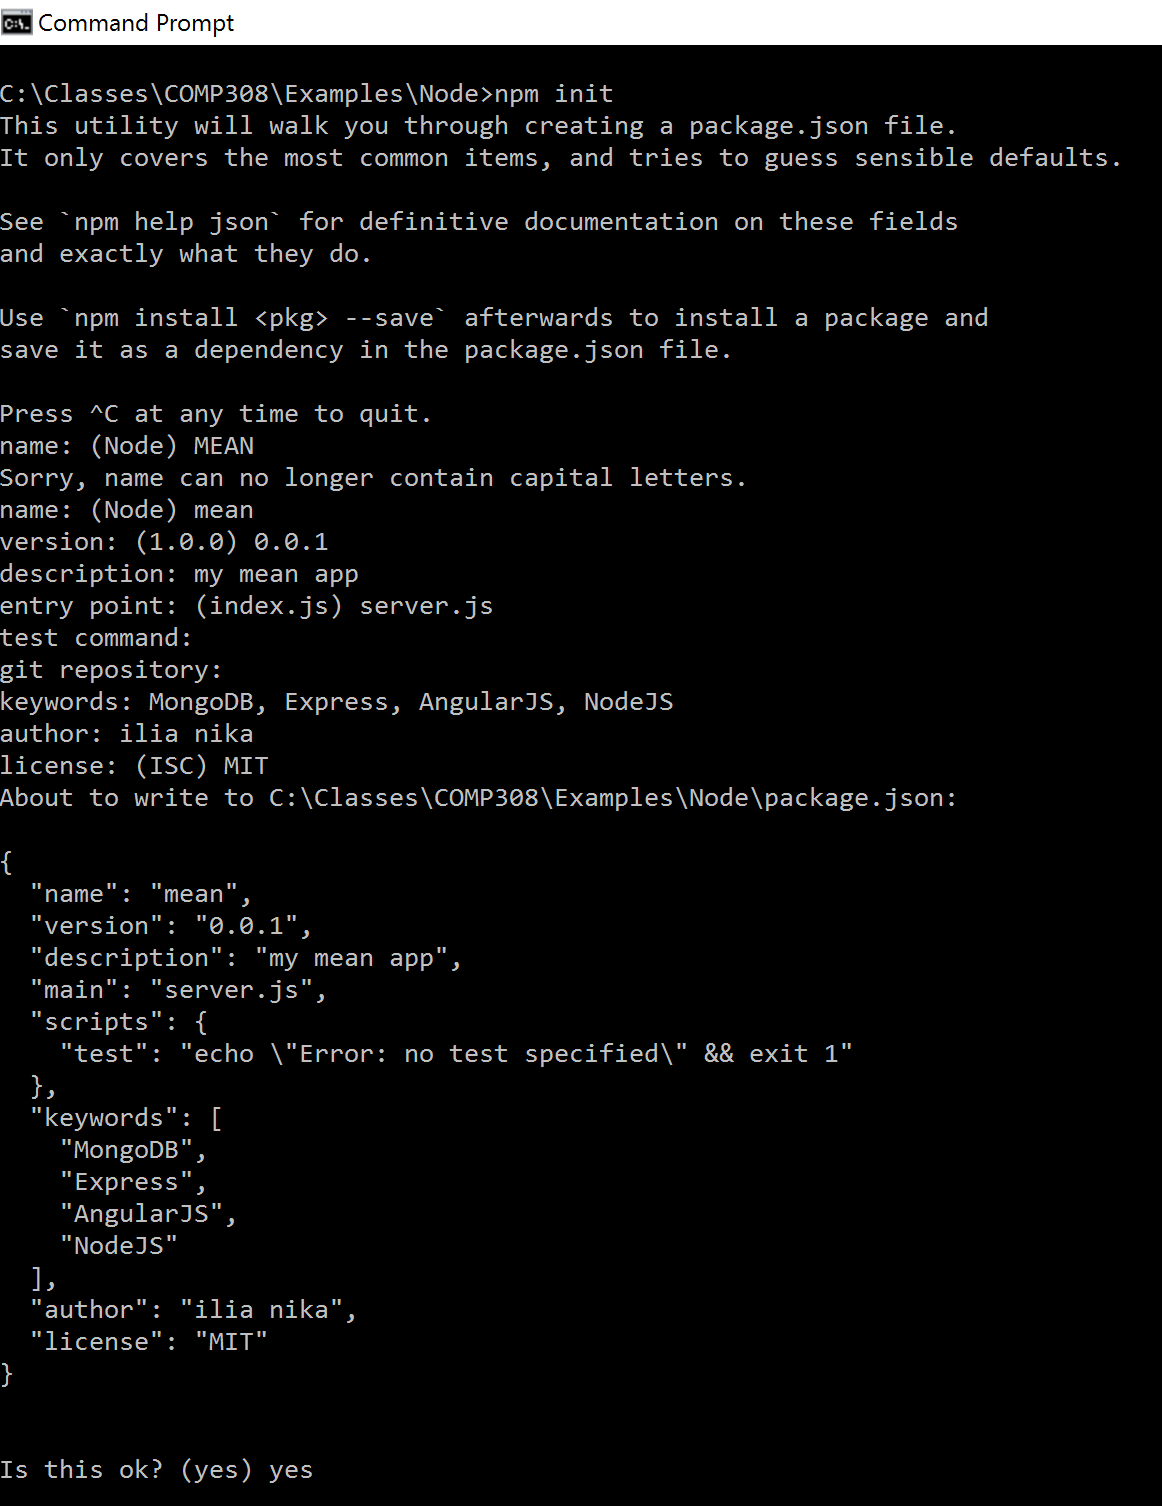 Command Prompt
C:\Classes\COMP308\Examples\Node>npm init
This utility will walk you through creating a package.json file.
It only covers the most common items, and tries to guess sensible defaults.
See `npm help json` for definitive documentation on these fields
and exactly what they do.
Use `npm install <pkg> --save` afterwards to install a package and
save it as a dependency in the package.json file.
Press ^C at any time to quit.
name: (Node) MEAN
Sorry, name can no longer contain capital letters.
name: (Node) mean
version: (1.0.0) 0.0.1
description: my mean app
entry point: (index.js) server.js
test command:
git repository:
keywords: MongoDB, Express, AngularJS, NodeJS
author: ilia nika
license: (ISC) MIT
About to write to C:\Classes\COMP308\Examples\Node\package.json:
{
  "name": "mean",
  "version": "0.0.1",
  "description": "my mean app",
  "main": "server.js",
  "scripts": {
    "test": "echo \"Error: no test specified\" && exit 1"
  },
  "keywords": [
    "MongoDB",
    "Express",
    "AngularJS",
    "NodeJS"
  ],
  "author": "ilia nika",
  "license": "MIT"
}
Is this ok? (yes) yes